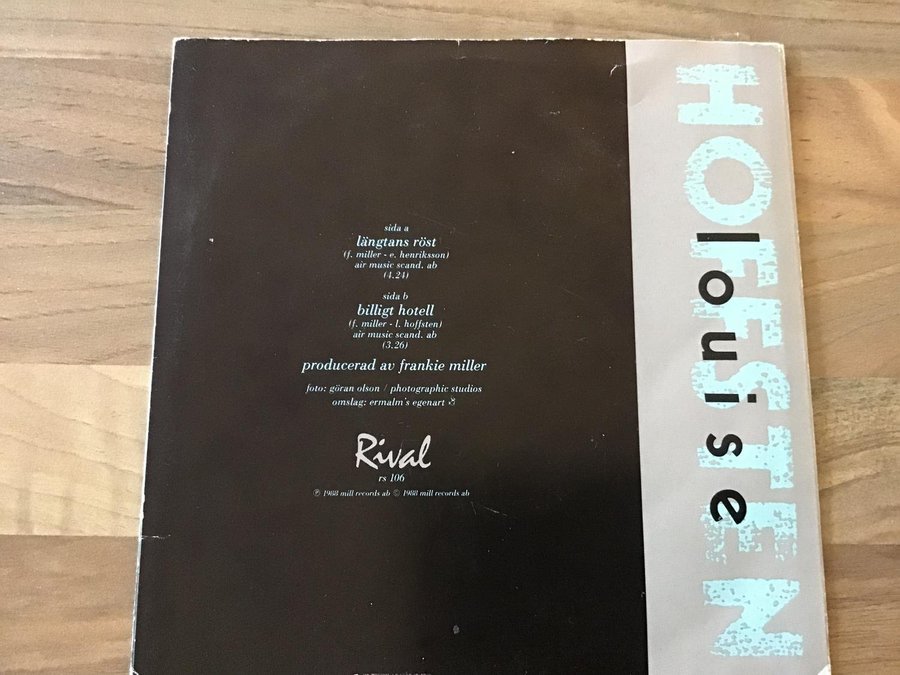 sida a
längtans röst
(f. miller - e. henriksson)
air music scand. ab
(4.24)
sida b
billigt hotell
(f. miller - l. hoffsten)
air music scand. ab
(3.26)
producerad av frankie miller
foto: göran olson / photographic studios
omslag: ermalm's egenart
Rival
rs 106
℗ 1988 mill records ab © 1988 mill records ab
HOFFSTEN
louise